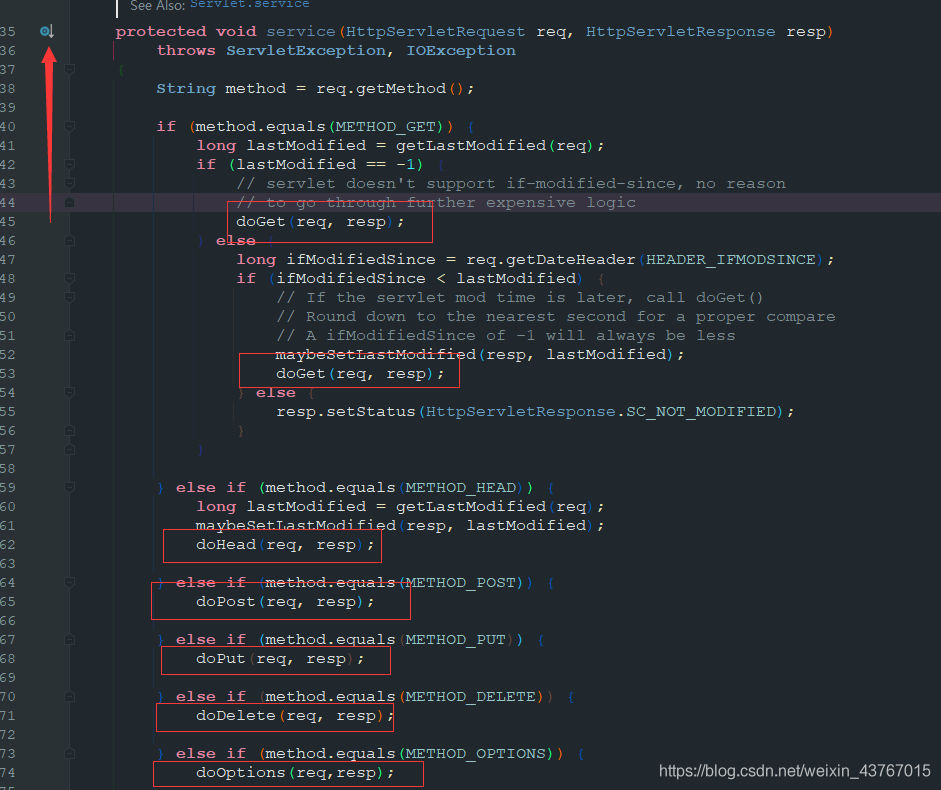 See Also: Servlet.service
35 protected void service(HttpServletRequest req, HttpServletResponse resp)
36 throws ServletException, IOException
37 {
38 String method = req.getMethod();
39
40 if (method.equals(METHOD_GET)) {
41 long lastModified = getLastModified(req);
42 if (lastModified == -1) {
43 // servlet doesn't support if-modified-since, no reason
44 // to go through further expensive logic
45 doGet(req, resp);
46 } else {
47 long ifModifiedSince = req.getDateHeader(HEADER_IFMODSINCE);
48 if (ifModifiedSince < lastModified) {
49 // If the servlet mod time is later, call doGet()
50 // Round down to the nearest second for a proper compare
51 // A ifModifiedSince of -1 will always be less
52 maybeSetLastModified(resp, lastModified);
53 doGet(req, resp);
54 } else {
55 resp.setStatus(HttpServletResponse.SC_NOT_MODIFIED);
56 }
57 }
58
59 } else if (method.equals(METHOD_HEAD)) {
60 long lastModified = getLastModified(req);
61 maybeSetLastModified(resp, lastModified);
62 doHead(req, resp);
63
64 } else if (method.equals(METHOD_POST)) {
65 doPost(req, resp);
66
67 } else if (method.equals(METHOD_PUT)) {
68 doPut(req, resp);
69
70 } else if (method.equals(METHOD_DELETE)) {
71 doDelete(req, resp);
72
73 } else if (method.equals(METHOD_OPTIONS)) {
74 doOptions(req,resp);
https://blog.csdn.net/weixin_43767015